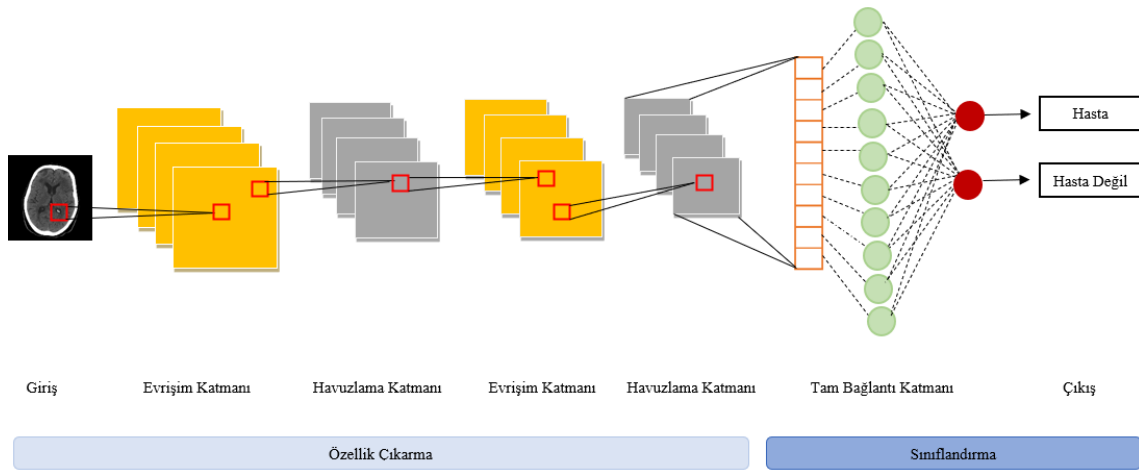 Hasta
Hasta Değil
Giriş
Evrişim Katmanı
Havuzlama Katmanı
Evrişim Katmanı
Havuzlama Katmanı
Tam Bağlantı Katmanı
Çıkış
Özellik Çıkarma
Sınıflandırma